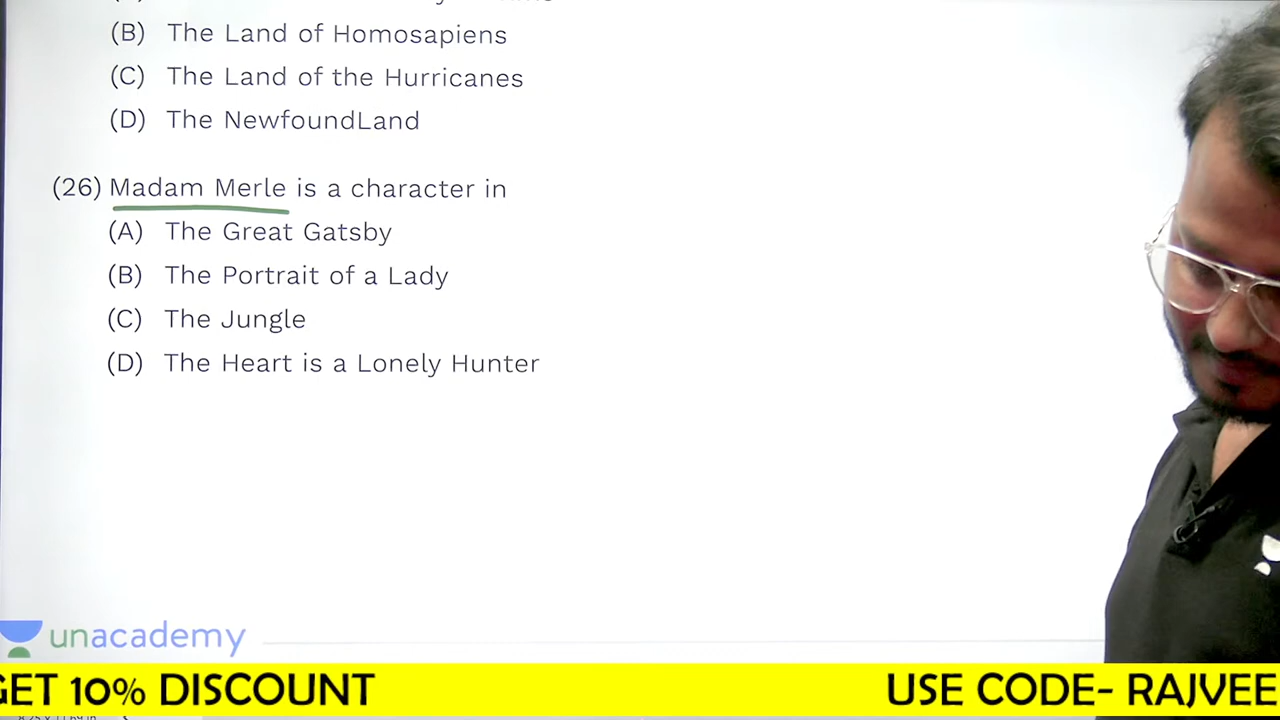 (B) The Land of Homosapiens
(C) The Land of the Hurricanes
(D) The NewfoundLand
(26) Madam Merle is a character in
(A) The Great Gatsby
(B) The Portrait of a Lady
(C) The Jungle
(D) The Heart is a Lonely Hunter
unacademy
GET 10% DISCOUNT
USE CODE- RAJVEE